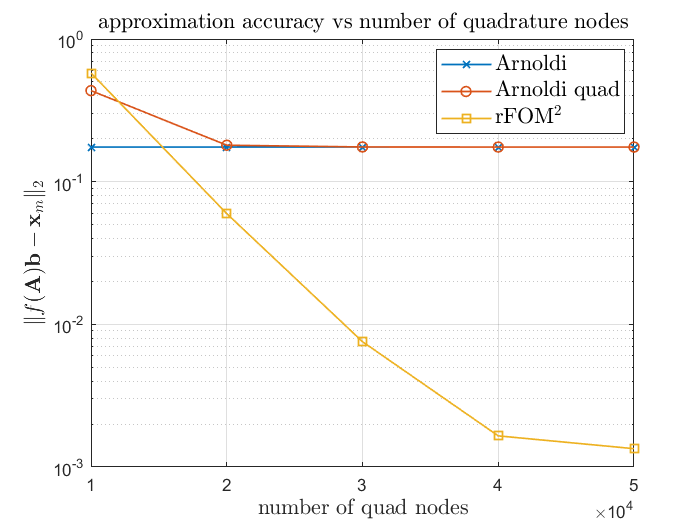 approximation accuracy vs number of quadrature nodes
10⁰
Arnoldi
Arnoldi quad
rFOM²
10⁻¹
‖f(A)b − xₘ‖₂
10⁻²
10⁻³
1 2 3 4 5
number of quad nodes
×10⁴